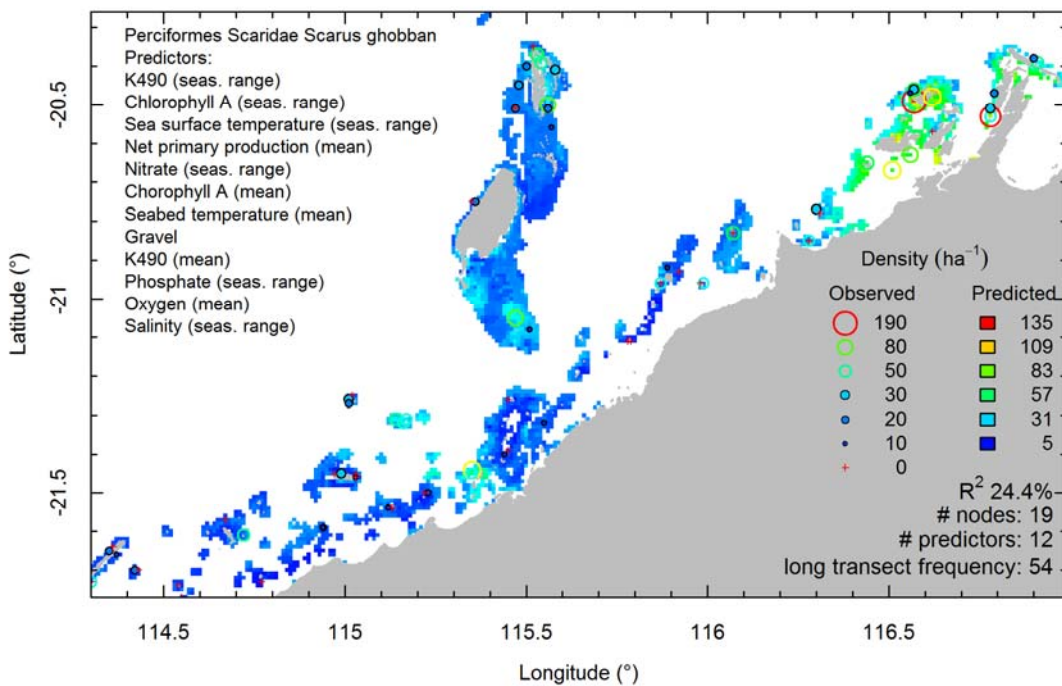 Perciformes Scaridae Scarus ghobban
Predictors:
K490 (seas. range)
Chlorophyll A (seas. range)
Sea surface temperature (seas. range)
Net primary production (mean)
Nitrate (seas. range)
Chorophyll A (mean)
Seabed temperature (mean)
Gravel
K490 (mean)
Phosphate (seas. range)
Oxygen (mean)
Salinity (seas. range)
Latitude (°)
-20.5
-21
-21.5
Density (ha⁻¹)
Observed Predicted
190 135
80 109
50 83
30 57
20 31
10 5
0
R² 24.4%
# nodes: 19
# predictors: 12
long transect frequency: 54
114.5 115 115.5 116 116.5
Longitude (°)